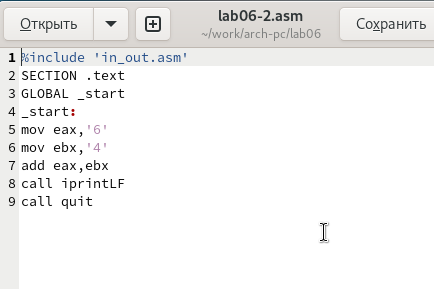 Открыть
lab06-2.asm
~/work/arch-pc/lab06
Сохранить
1 %include 'in_out.asm'
2 SECTION .text
3 GLOBAL _start
4 _start:
5 mov eax,'6'
6 mov ebx,'4'
7 add eax,ebx
8 call iprintLF
9 call quit